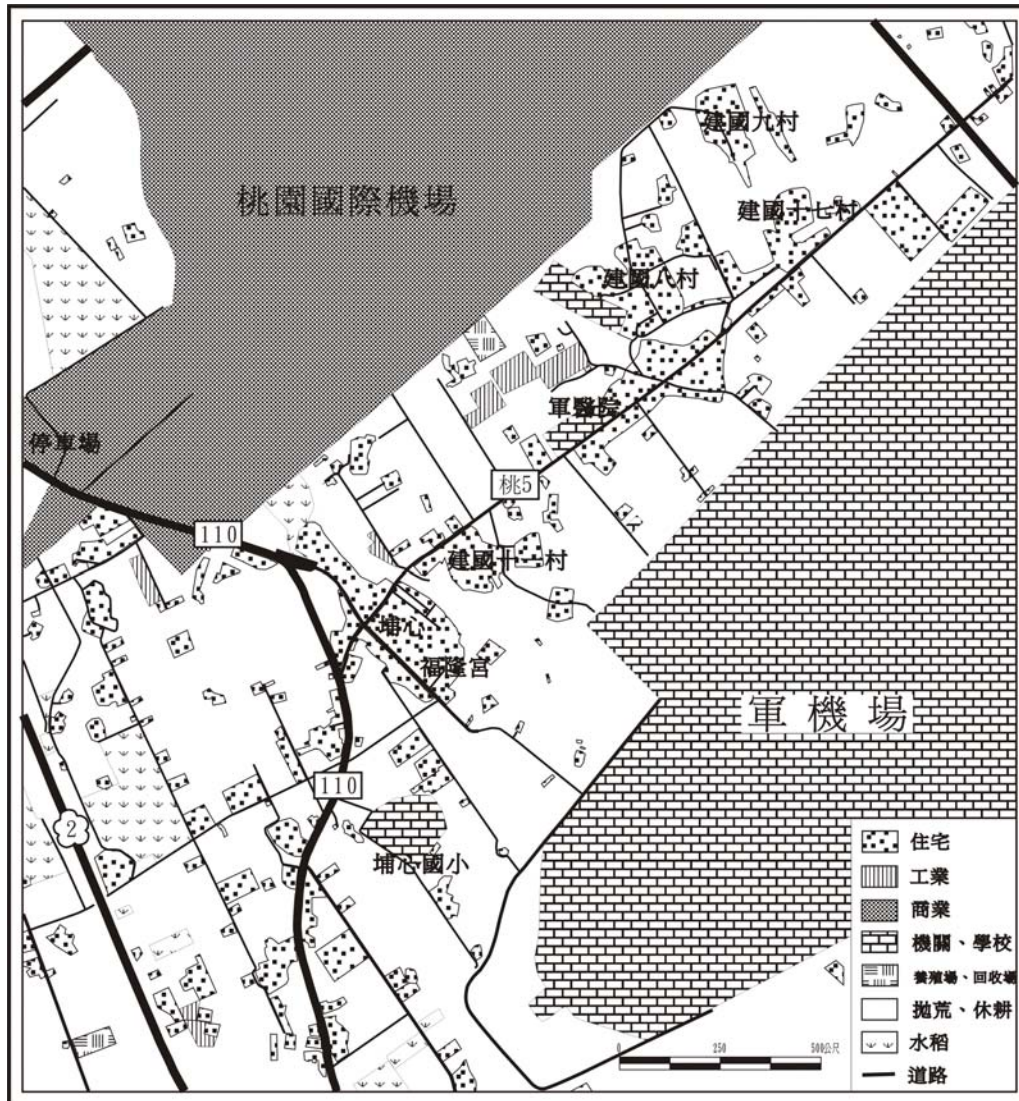 建國九村
桃園國際機場
建國十七村
建國八村
軍醫院
停車場
桃5
110
建國十一村
埔心
福隆宮
軍機場
110
2
埔心國小
住宅
工業
商業
機關、學校
養殖場、回收場
拋荒、休耕
水稻
道路
0 250 500公尺